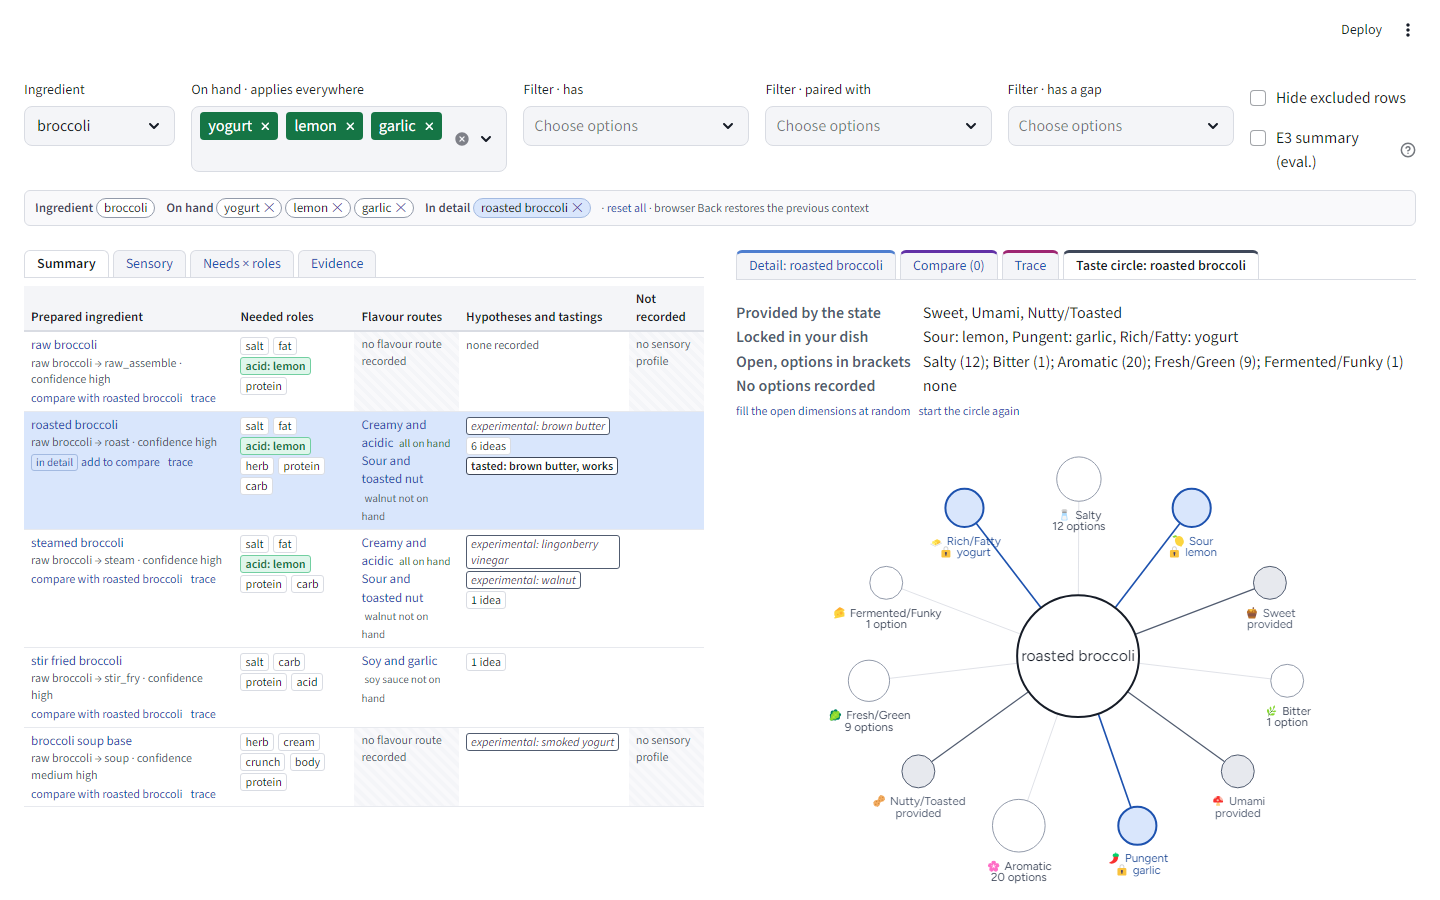 Deploy
Ingredient
On hand · applies everywhere
Filter · has
Filter · paired with
Filter · has a gap
broccoli
yogurt × lemon × garlic ×
Choose options
Choose options
Choose options
Hide excluded rows
E3 summary
(eval.)
Ingredient broccoli On hand yogurt × lemon × garlic × In detail roasted broccoli × · reset all · browser Back restores the previous context
Summary Sensory Needs × roles Evidence
Prepared ingredient Needed roles Flavour routes Hypotheses and tastings Not
recorded
raw broccoli
raw broccoli → raw_assemble ·
confidence high
compare with roasted broccoli trace
salt fat
acid: lemon
protein
no flavour route
recorded
none recorded
no sensory
profile
roasted broccoli
raw broccoli → roast · confidence high
in detail add to compare trace
salt fat
acid: lemon
herb protein
carb
Creamy and
acidic all on hand
Sour and
toasted nut
walnut not on
hand
experimental: brown butter
6 ideas
tasted: brown butter, works
steamed broccoli
raw broccoli → steam · confidence high
compare with roasted broccoli trace
salt fat
acid: lemon
protein carb
Creamy and
acidic all on hand
Sour and
toasted nut
walnut not on
hand
experimental: lingonberry
vinegar
experimental: walnut
1 idea
stir fried broccoli
raw broccoli → stir_fry · confidence
high
compare with roasted broccoli trace
salt carb
protein acid
Soy and garlic
soy sauce not on
hand
1 idea
broccoli soup base
raw broccoli → soup · confidence
medium high
compare with roasted broccoli trace
herb cream
crunch body
protein
no flavour route
recorded
experimental: smoked yogurt
no sensory
profile
Detail: roasted broccoli Compare (0) Trace Taste circle: roasted broccoli
Provided by the state Sweet, Umami, Nutty/Toasted
Locked in your dish Sour: lemon, Pungent: garlic, Rich/Fatty: yogurt
Open, options in brackets Salty (12); Bitter (1); Aromatic (20); Fresh/Green (9); Fermented/Funky (1)
No options recorded none
fill the open dimensions at random start the circle again
Salty
12 options
Rich/Fatty
yogurt
Sour
lemon
Fermented/Funky
1 option
Sweet
provided
roasted broccoli
Fresh/Green
9 options
Bitter
1 option
Nutty/Toasted
provided
Umami
provided
Aromatic
20 options
Pungent
garlic